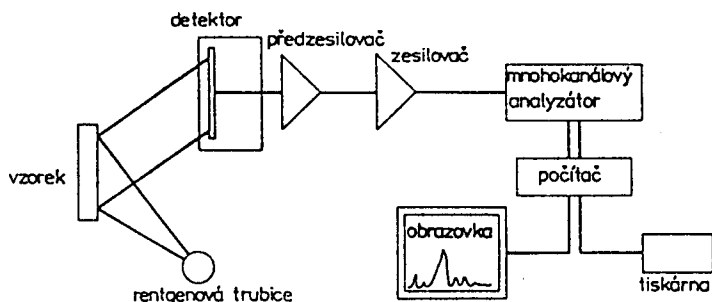 detektor
předzesilovač
zesilovač
mnohokanálový
analyzátor
vzorek
počítač
obrazovka
rentgenová trubice
tiskárna